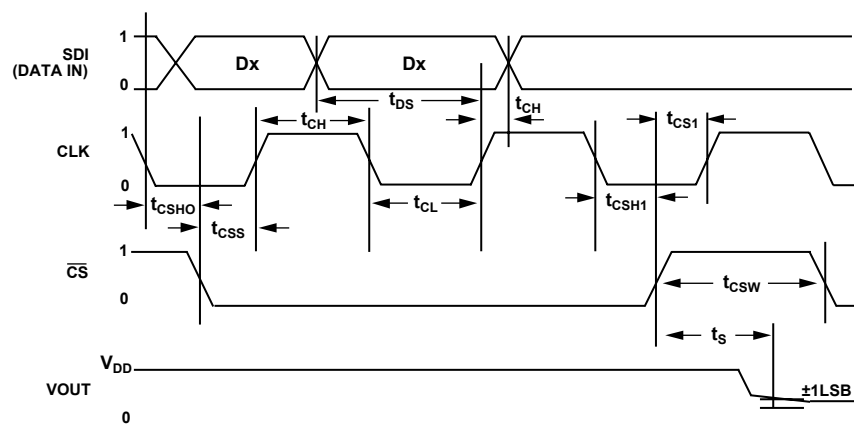 SDI
(DATA IN)
1
0
Dx
Dx
tDS
tCH
tCH
tCS1
CLK
1
0
tCSHO
tCSS
tCL
tCSH1
CS
1
0
tCSW
tS
VOUT
VDD
0
±1LSB